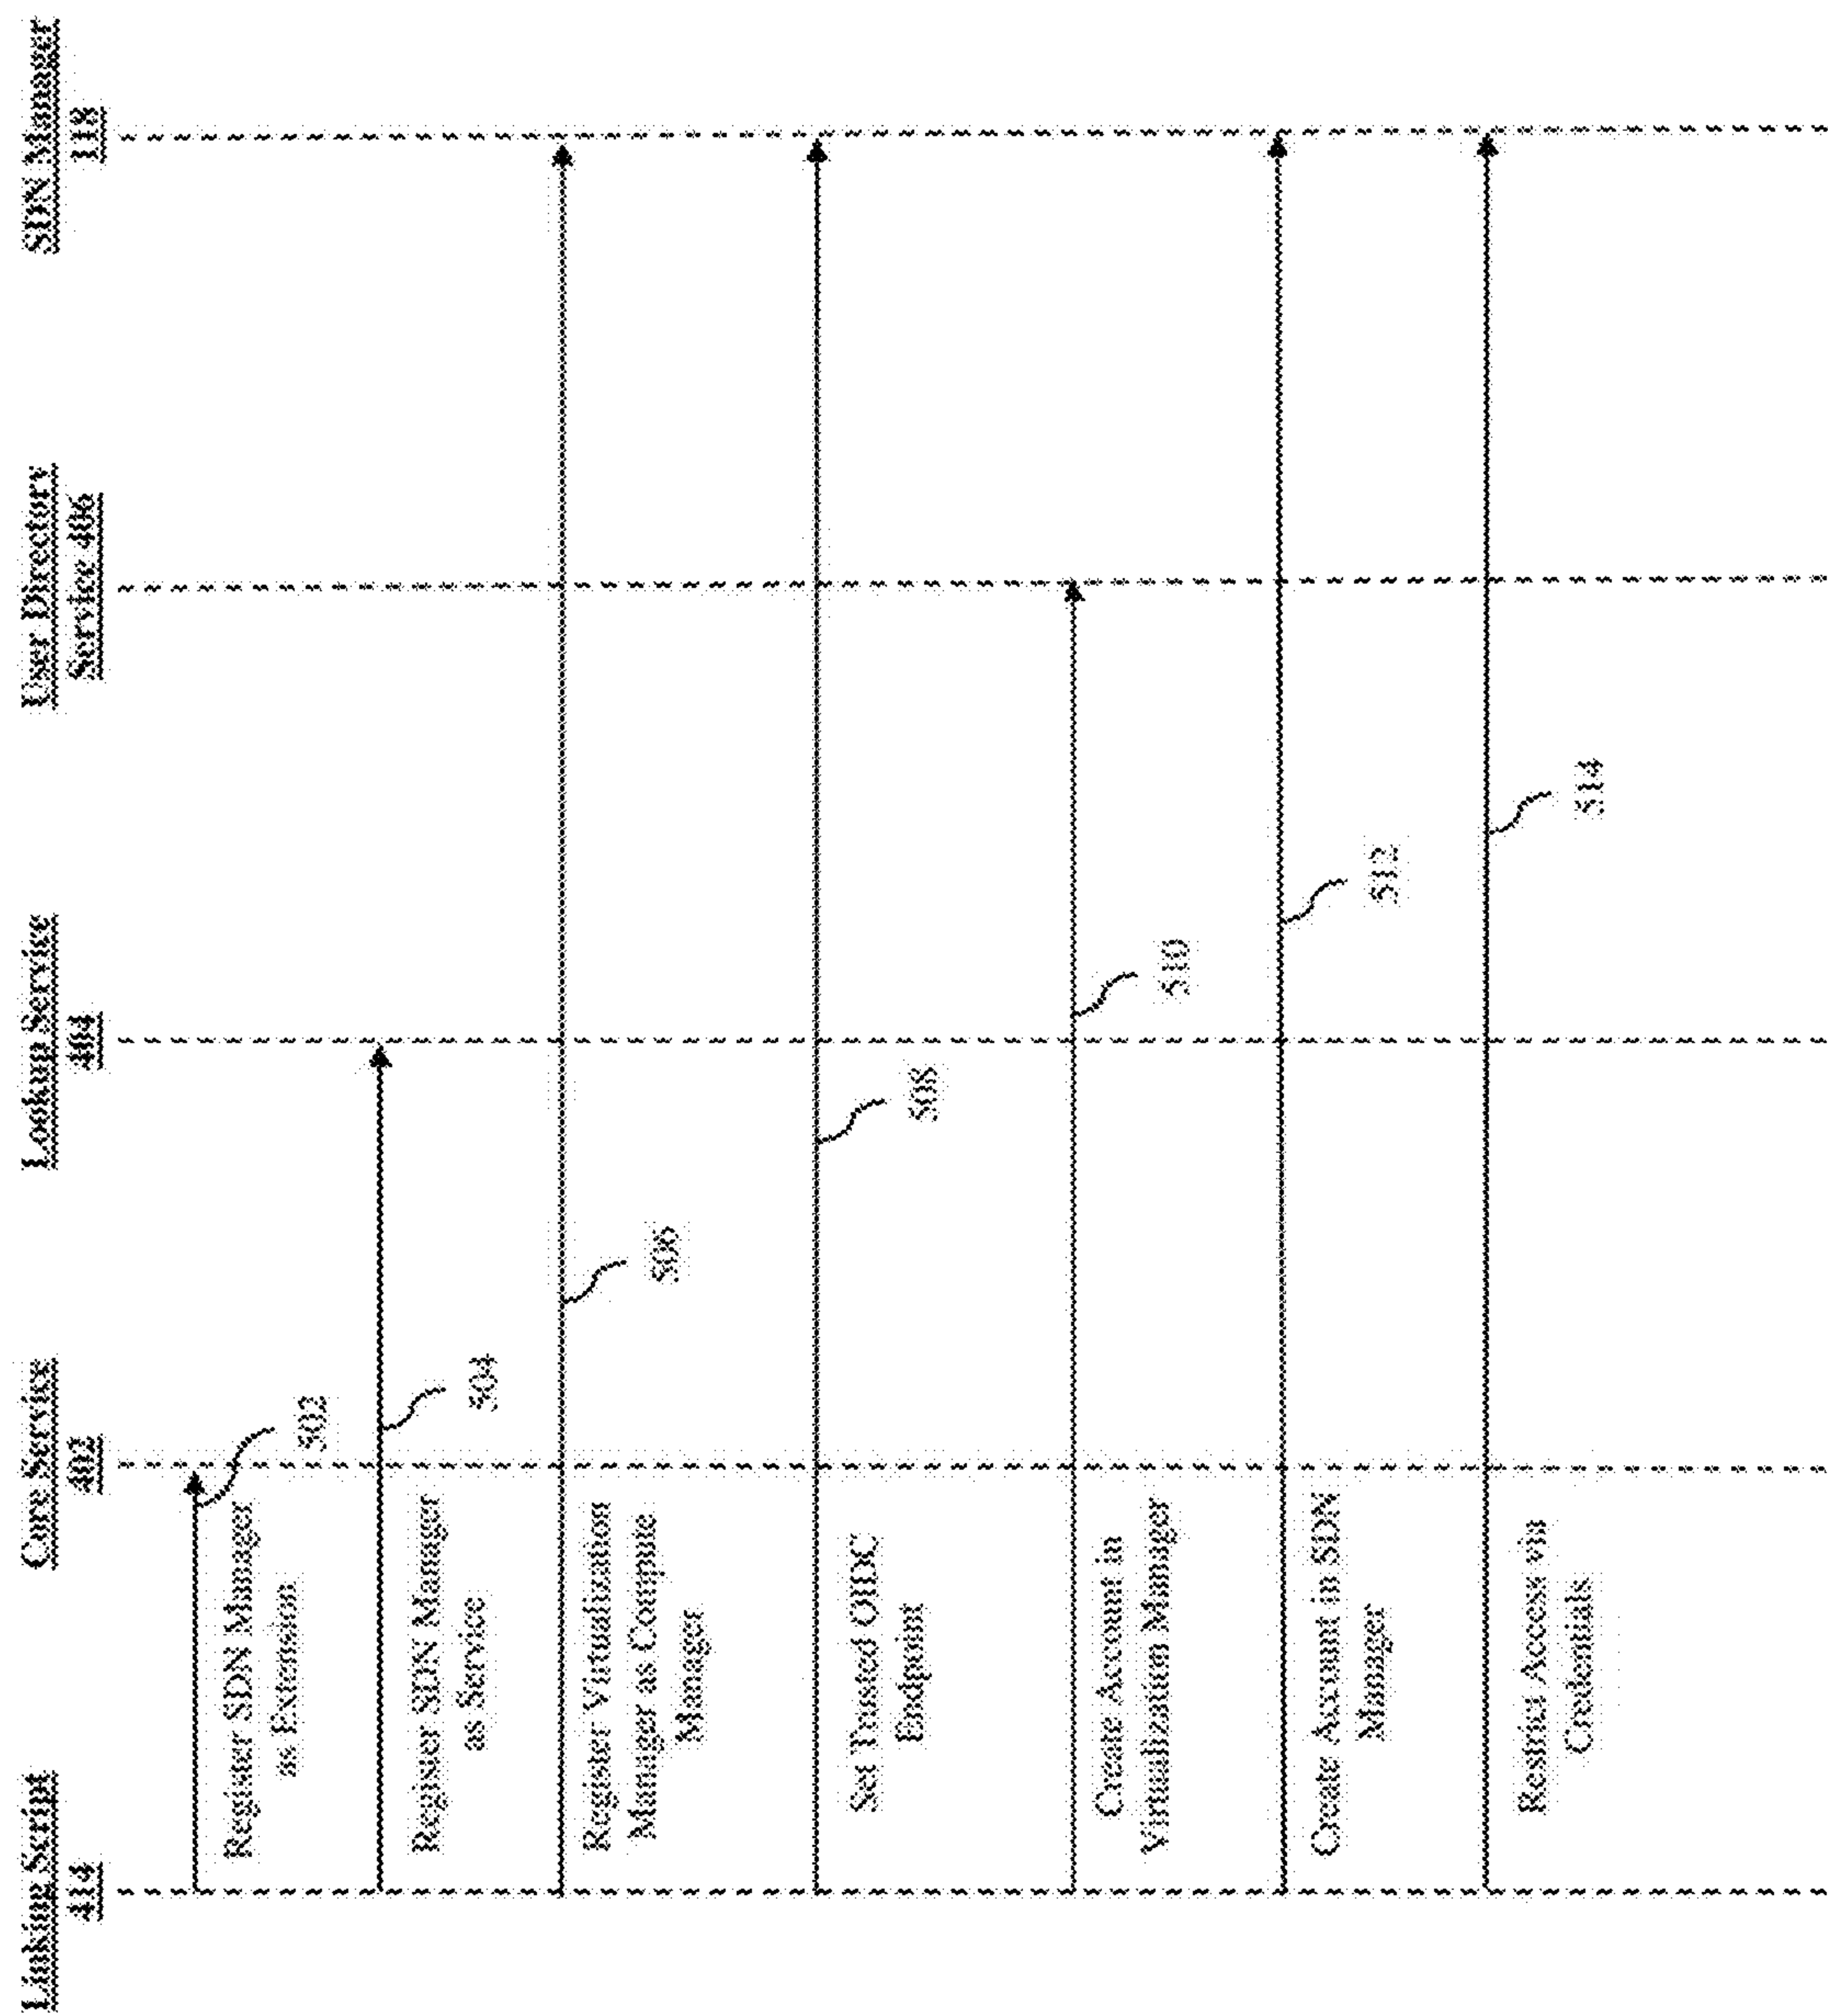 Linking Script
414
Core Service
402
Lookup Service
404
User Directory
Service 406
SDN Manager
118
502
Register SDN Manager
as Extension
504
Register SDN Manager
as Service
506
Register Virtualization
Manager as Compute
Manager
508
Set Trusted OIDC
Endpoint
510
Create Account in
Virtualization Manager
512
Create Account in SDN
Manager
514
Restrict Access via
Credentials